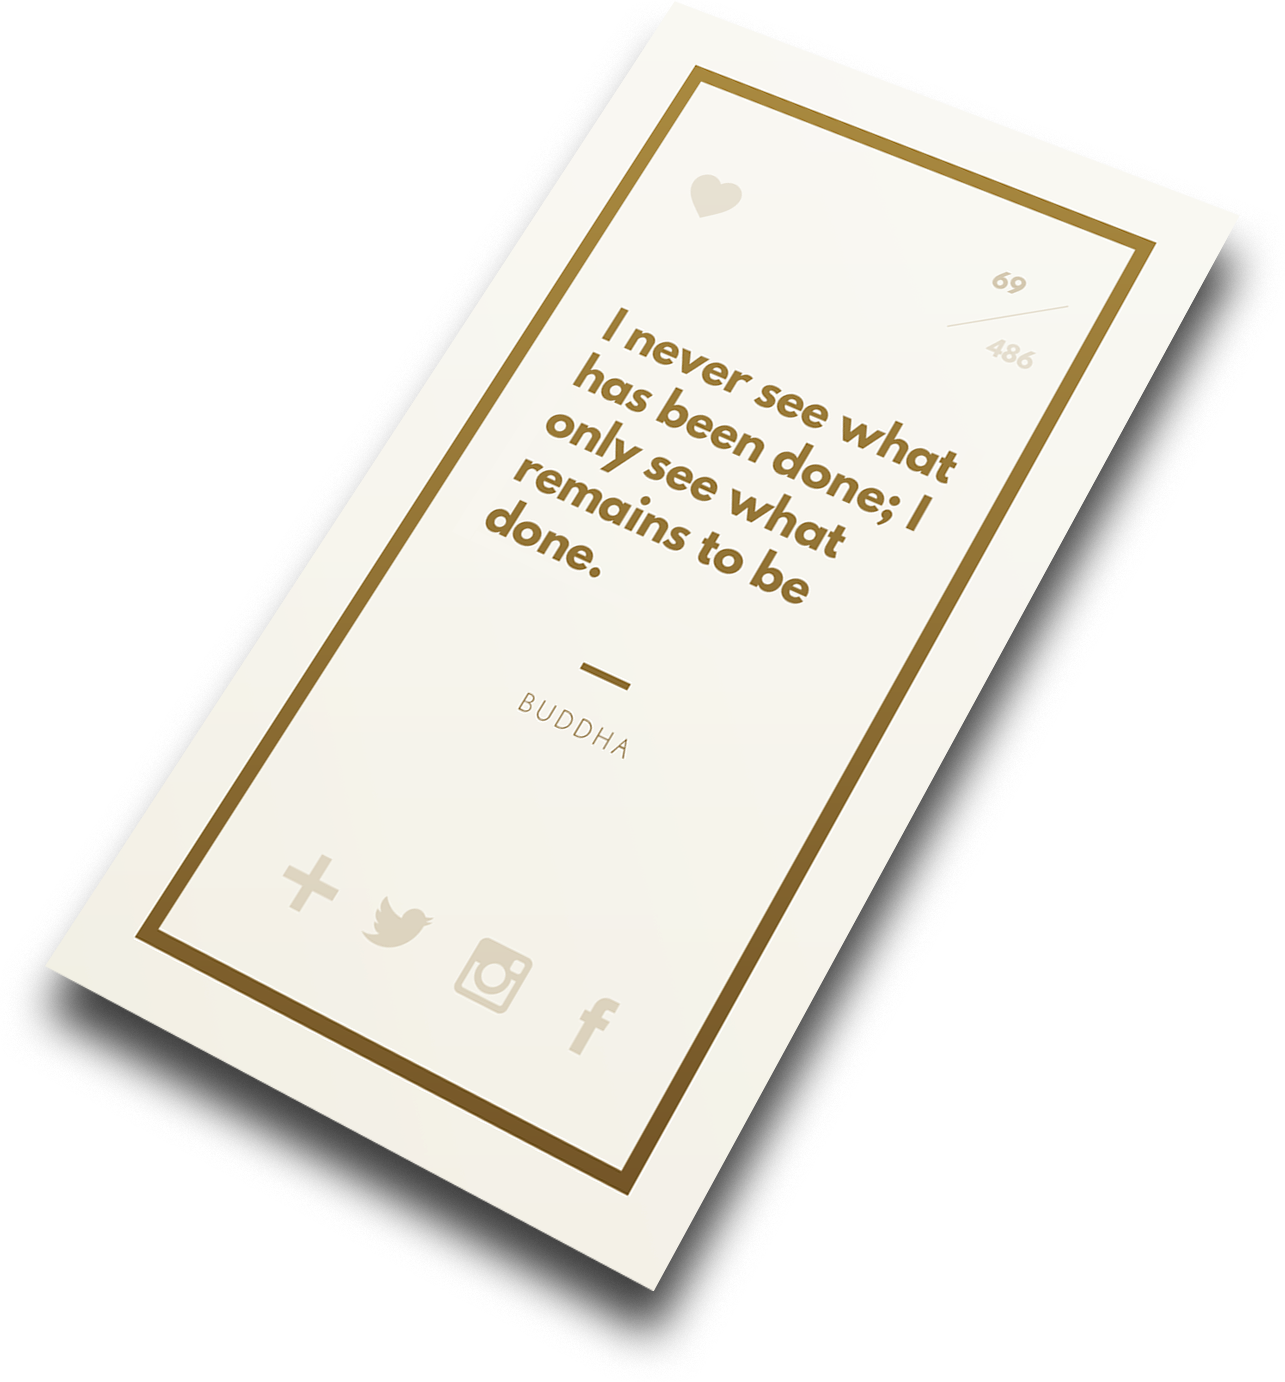 69
486
I never see what
has been done; I
only see what
remains to be
done.
BUDDHA